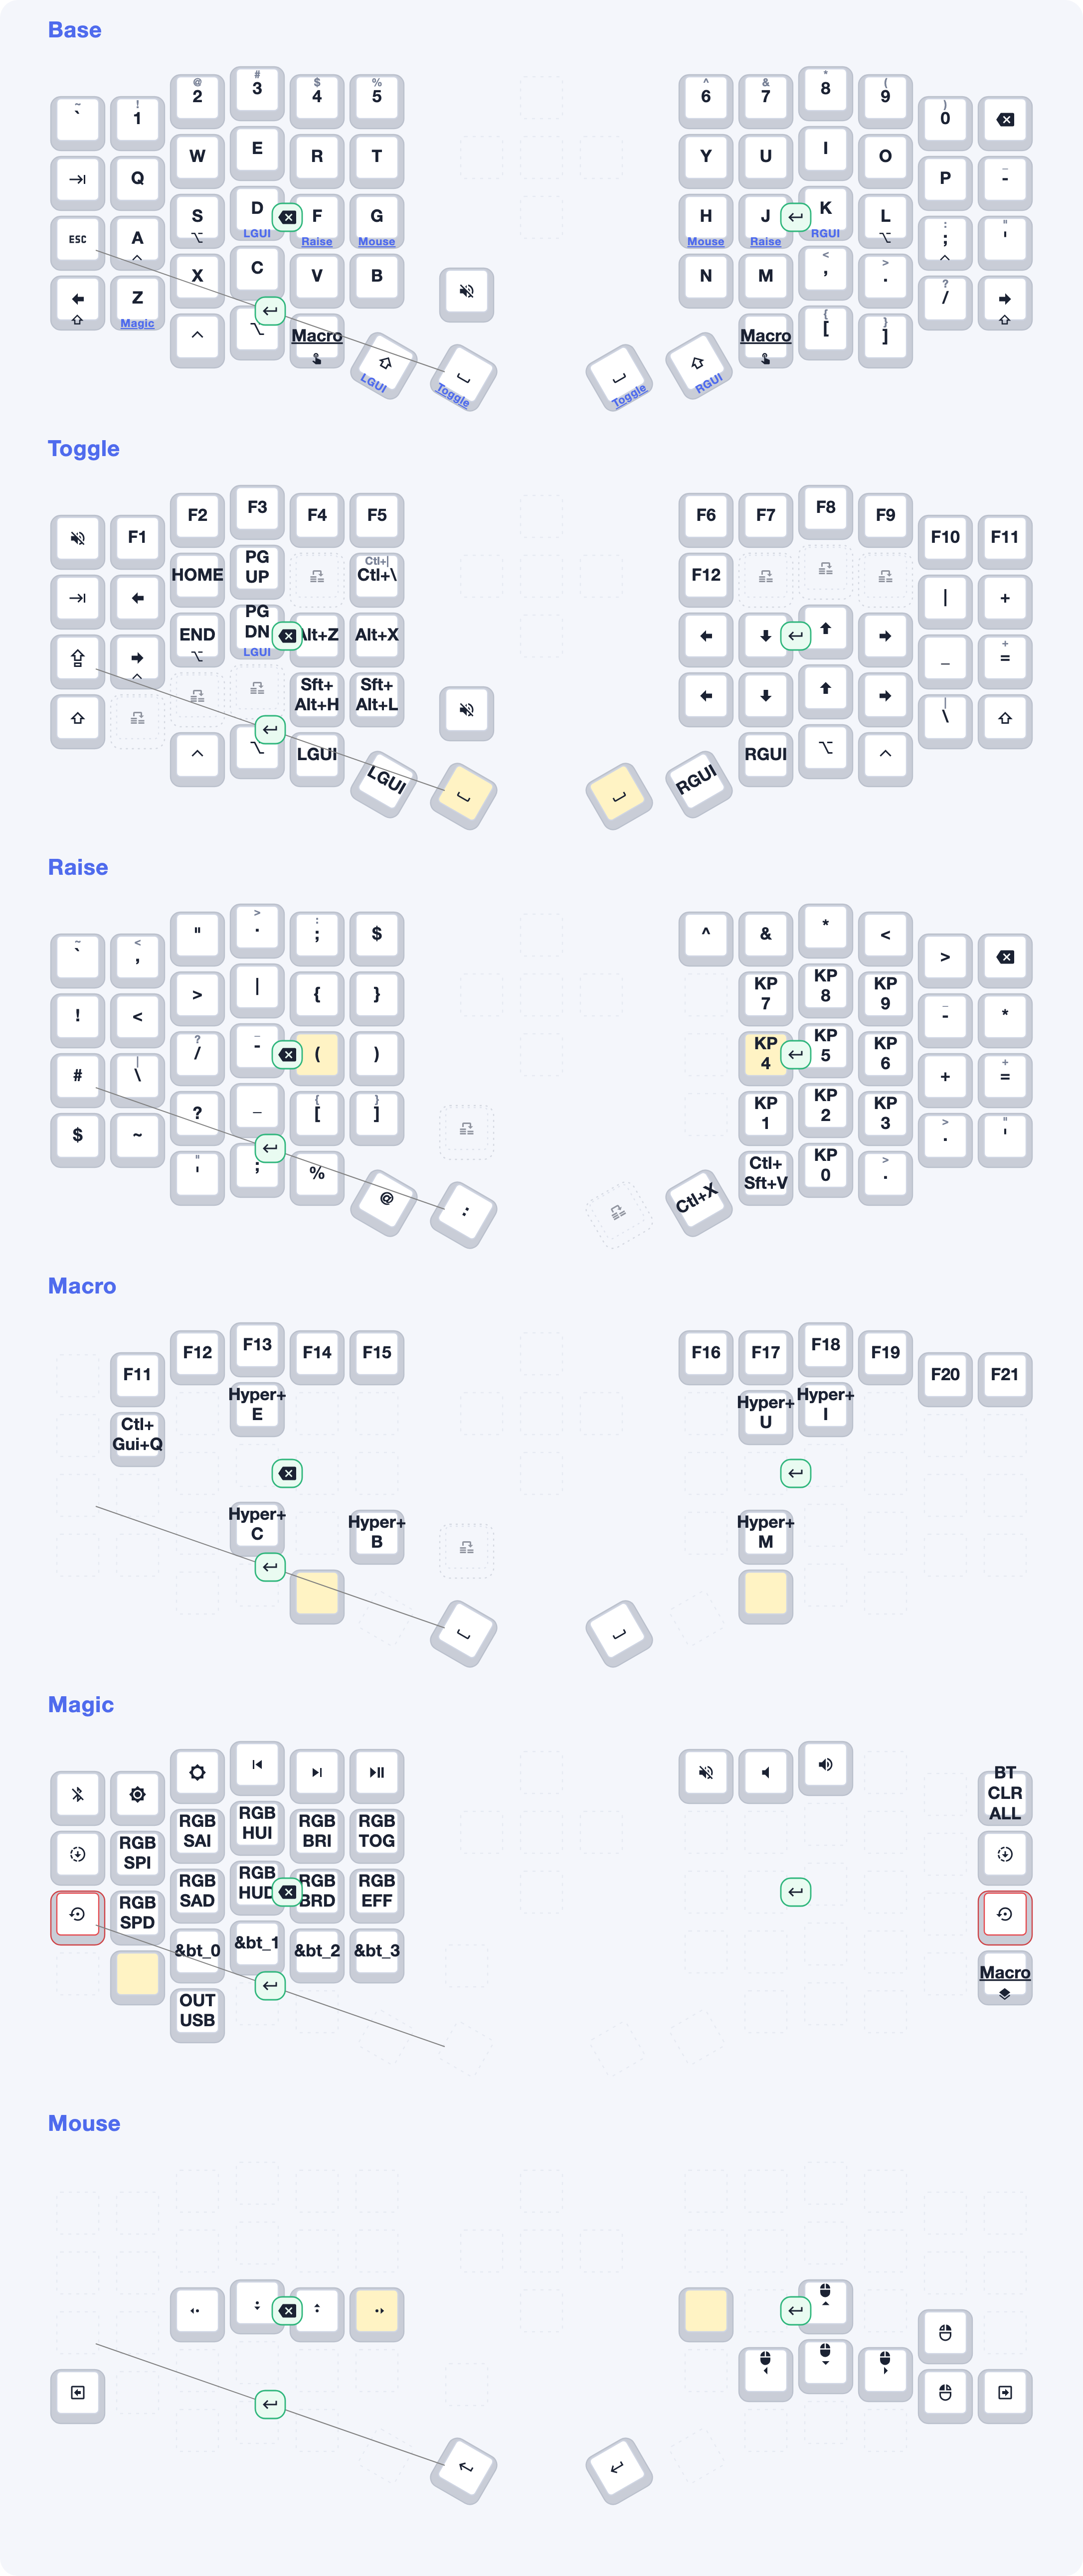 Base
~ ` ! 1 @ 2 # 3 $ 4 % 5 ^ 6 & 7 * 8 ( 9 ) 0
Q W E R T Y U I O P _ -
ESC A S D LGUI F Raise G Mouse H Mouse J Raise K RGUI L : ; " '
Z Magic X C V B N M < , > . ? /
^ Macro LGUI Toggle Toggle RGUI Macro { [ } ]
Toggle
F1 F2 F3 F4 F5 F6 F7 F8 F9 F10 F11
HOME PG UP Ctl+| Ctl+\ F12 | +
END PG DN LGUI Alt+Z Alt+X _ + =
Sft+ Alt+H Sft+ Alt+L | \
^ LGUI LGUI RGUI RGUI ^
Raise
~ ` < , " > . : ; $ ^ & * < >
! < > | { } KP 7 KP 8 KP 9 _ - *
# | \ ? / _ - ( ) KP 4 KP 5 KP 6 + + =
$ ~ ? _ { [ } ] KP 1 KP 2 KP 3 > . " '
" ' ; % @ : Ctl+X Ctl+ Sft+V KP 0 > .
Macro
F11 F12 F13 F14 F15 F16 F17 F18 F19 F20 F21
Ctl+ Gui+Q Hyper+ E Hyper+ U Hyper+ I
Hyper+ C Hyper+ B Hyper+ M
Magic
BT CLR ALL
RGB SPI RGB SAI RGB HUI RGB BRI RGB TOG
RGB SPD RGB SAD RGB HUD RGB BRD RGB EFF
&bt_0 &bt_1 &bt_2 &bt_3 Macro
OUT USB
Mouse